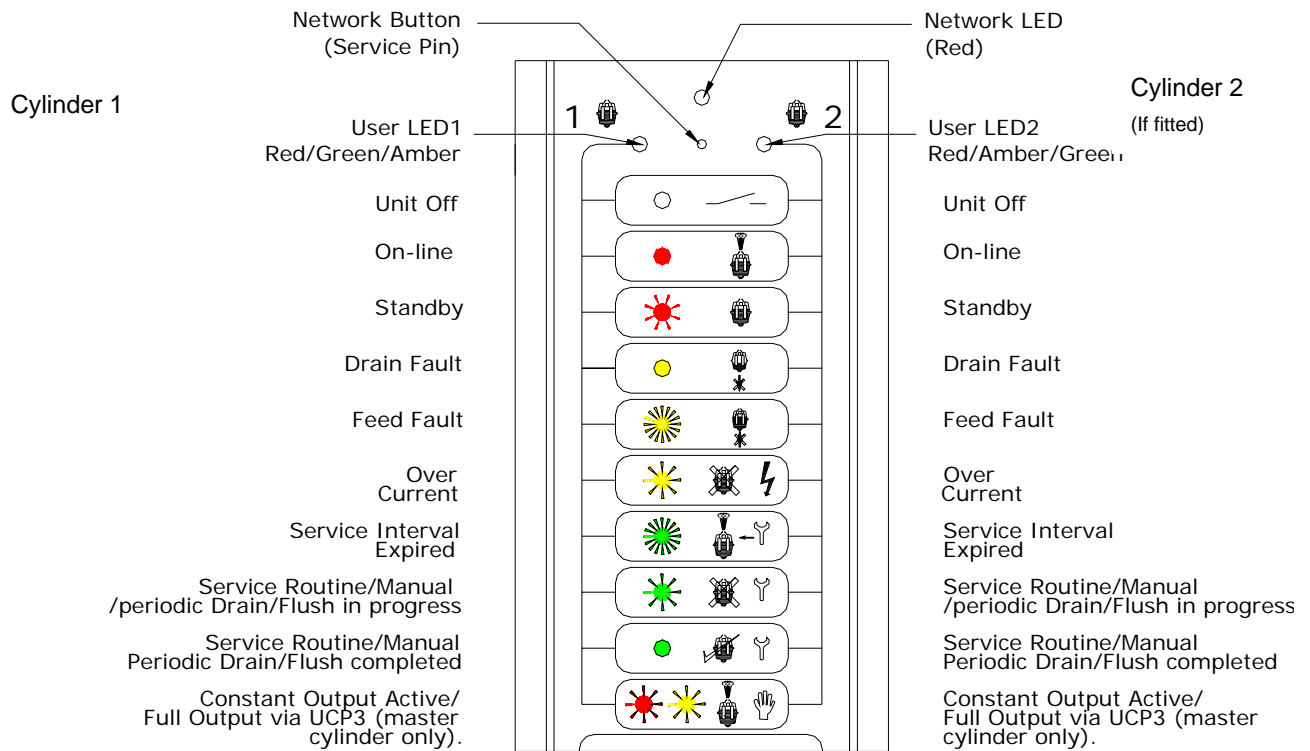 Network Button
(Service Pin)
Network LED
(Red)
Cylinder 1
Cylinder 2
(If fitted)
1
2
User LED1
Red/Green/Amber
User LED2
Red/Amber/Green
Unit Off
Unit Off
On-line
On-line
Standby
Standby
Drain Fault
Drain Fault
Feed Fault
Feed Fault
Over
Current
Over
Current
Service Interval
Expired
Service Interval
Expired
Service Routine/Manual
/periodic Drain/Flush in progress
Service Routine/Manual
/periodic Drain/Flush in progress
Service Routine/Manual
Periodic Drain/Flush completed
Service Routine/Manual
Periodic Drain/Flush completed
Constant Output Active/
Full Output via UCP3 (master
cylinder only).
Constant Output Active/
Full Output via UCP3 (master
cylinder only).